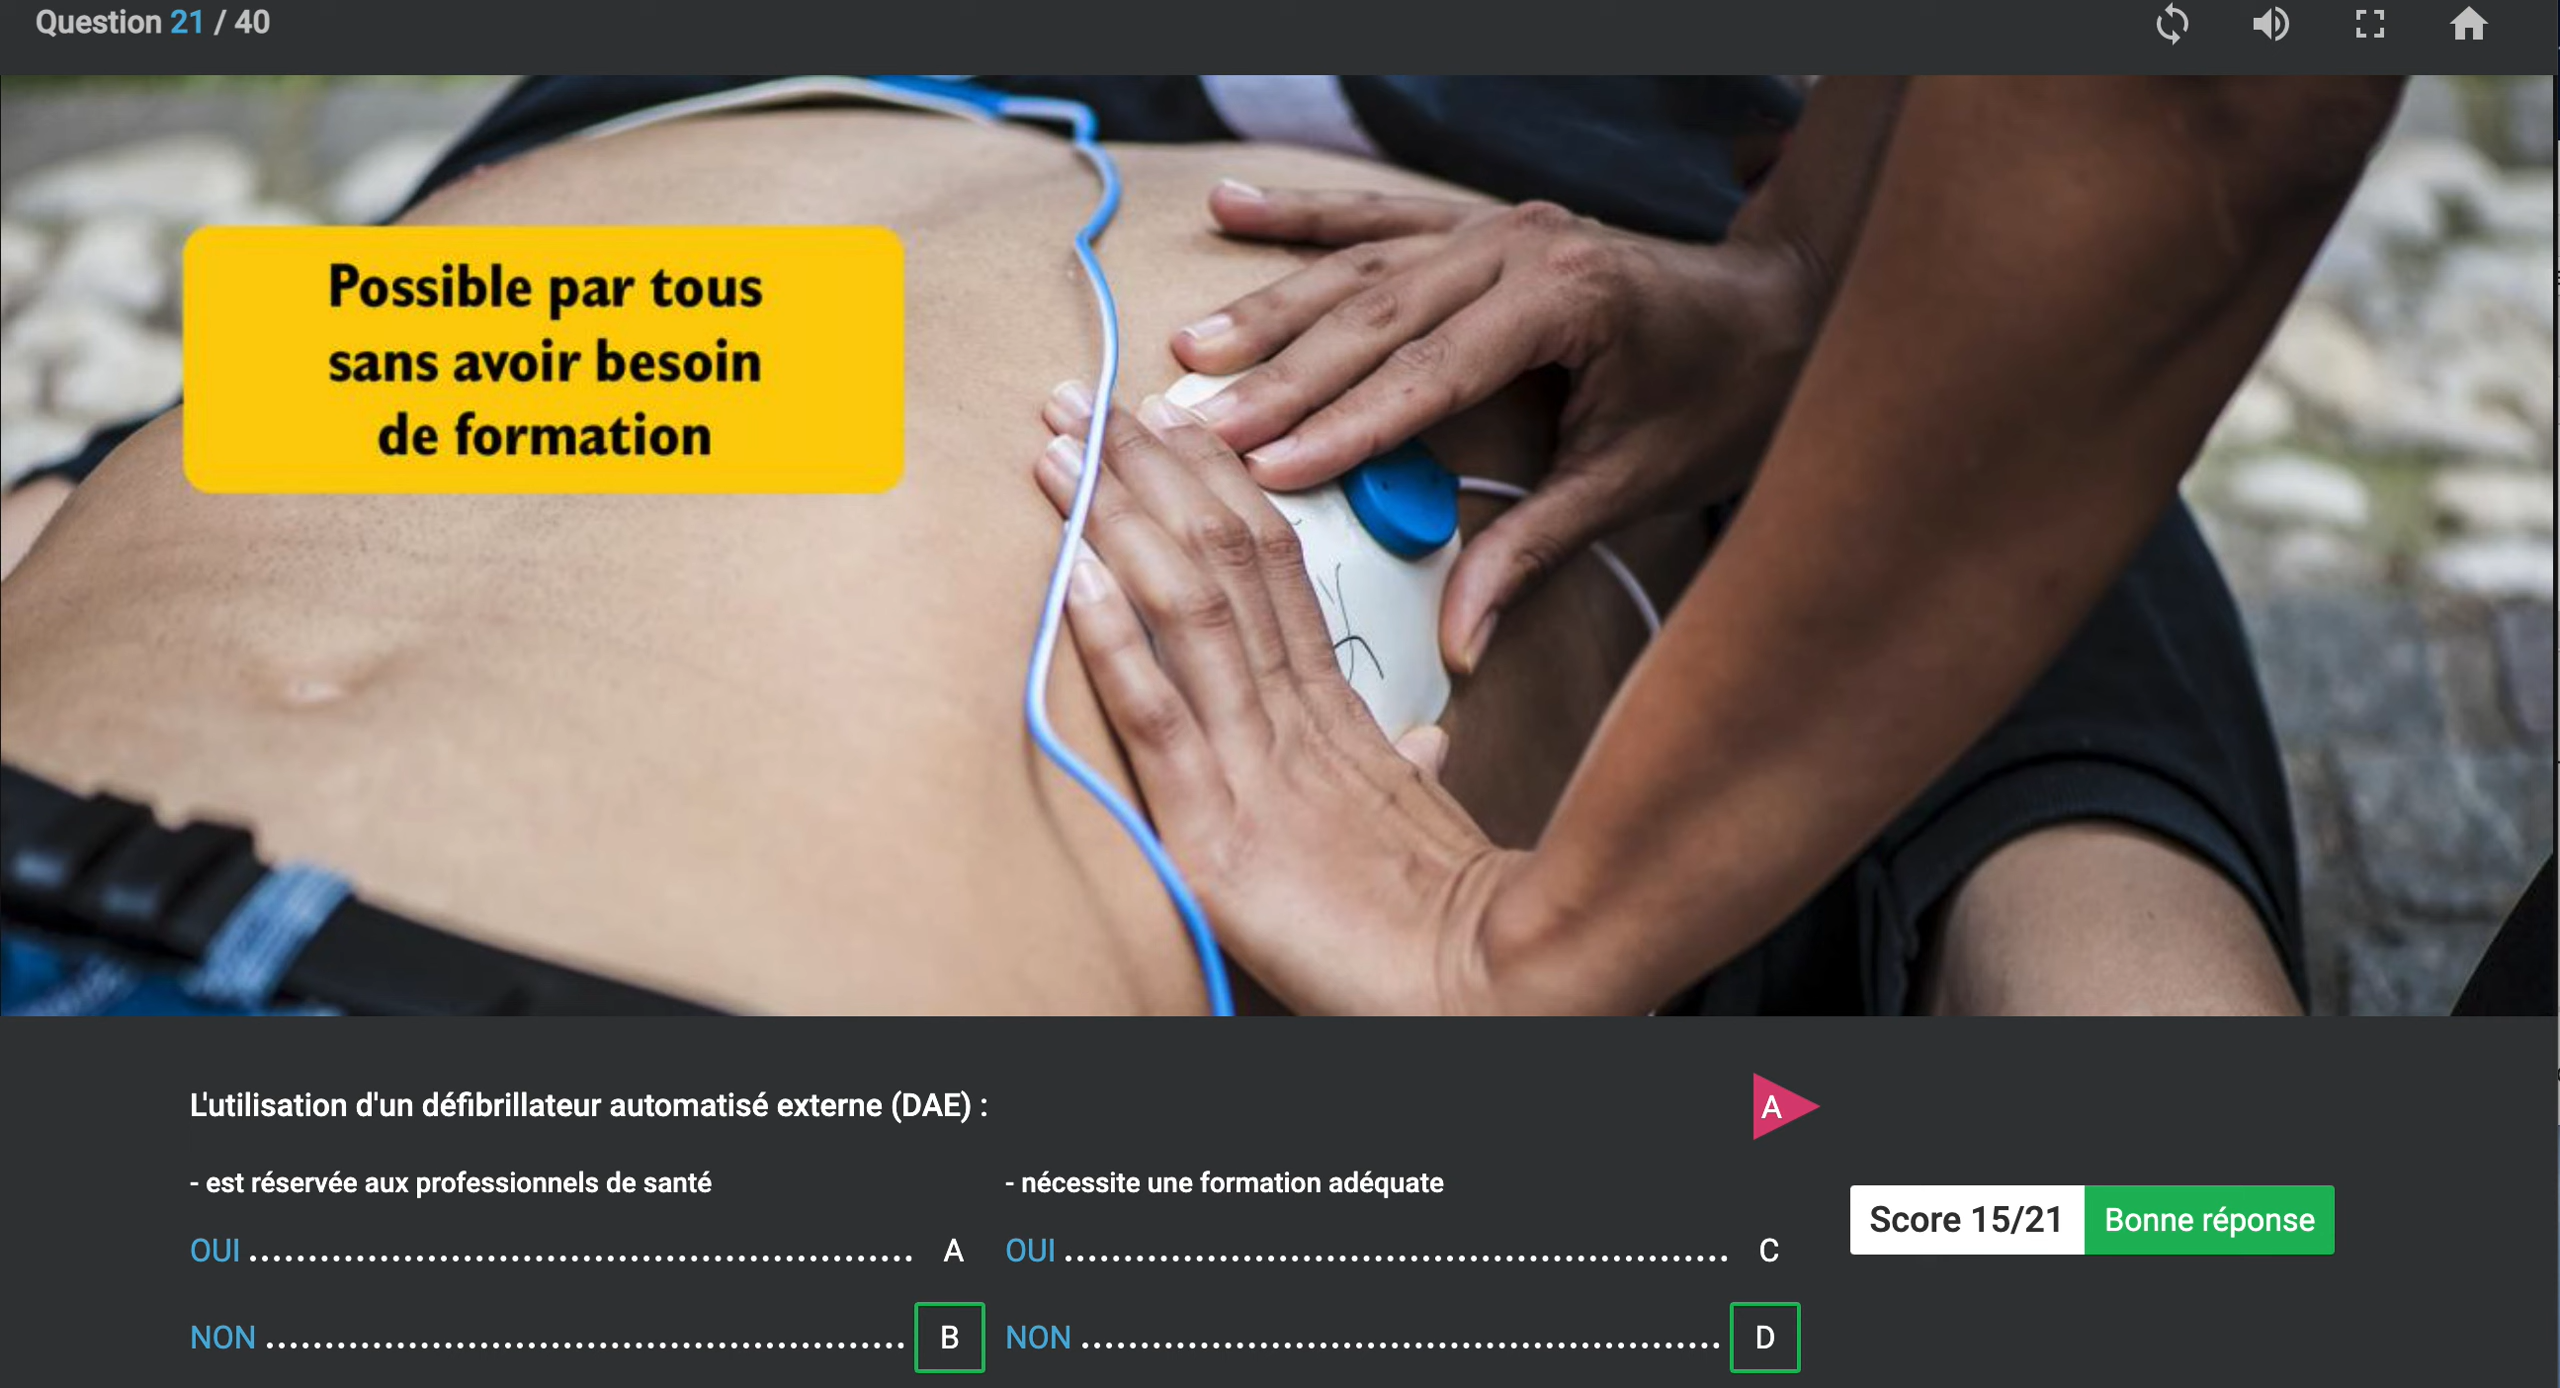 Question 21 / 40
Possible par tous
sans avoir besoin
de formation
L'utilisation d'un défibrillateur automatisé externe (DAE) :
A
- est réservée aux professionnels de santé
OUI A
NON B
- nécessite une formation adéquate
OUI C
NON D
Score 15/21 Bonne réponse